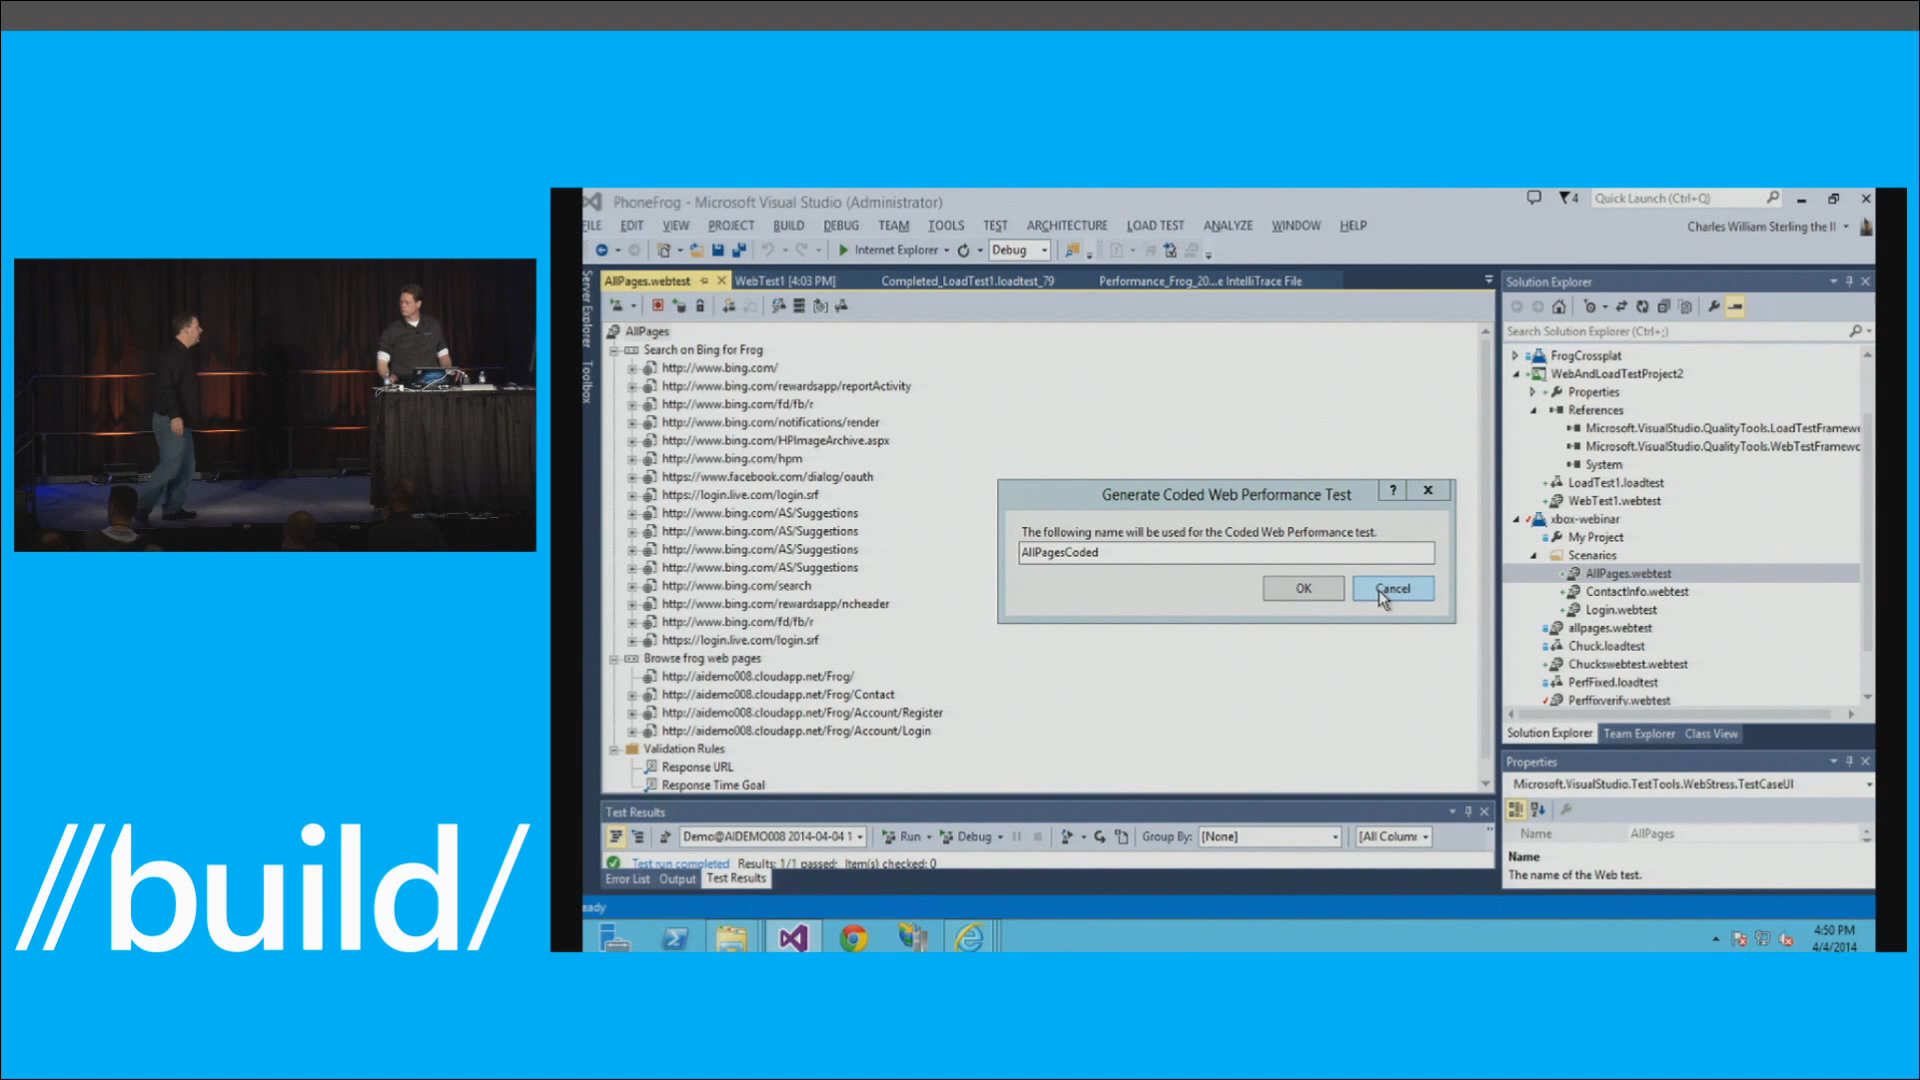 PhoneFrog - Microsoft Visual Studio (Administrator)
4
Quick Launch (Ctrl+Q)
FILE EDIT VIEW PROJECT BUILD DEBUG TEAM TOOLS TEST ARCHITECTURE LOAD TEST ANALYZE WINDOW HELP
Charles William Sterling the II
Internet Explorer
Debug
Server Explorer
Toolbox
AllPages.webtest
WebTest1 [4:03 PM]
Completed_LoadTest1.loadtest_79
Performance_Frog_20...e IntelliTrace File
AllPages
Search on Bing for Frog
http://www.bing.com/
http://www.bing.com/rewardsapp/reportActivity
http://www.bing.com/fd/fb/r
http://www.bing.com/notifications/render
http://www.bing.com/HPImageArchive.aspx
http://www.bing.com/hpm
https://www.facebook.com/dialog/oauth
https://login.live.com/login.srf
http://www.bing.com/AS/Suggestions
http://www.bing.com/AS/Suggestions
http://www.bing.com/AS/Suggestions
http://www.bing.com/AS/Suggestions
http://www.bing.com/search
http://www.bing.com/rewardsapp/ncheader
http://www.bing.com/fd/fb/r
https://login.live.com/login.srf
Browse frog web pages
http://aidemo008.cloudapp.net/Frog/
http://aidemo008.cloudapp.net/Frog/Contact
http://aidemo008.cloudapp.net/Frog/Account/Register
http://aidemo008.cloudapp.net/Frog/Account/Login
Validation Rules
Response URL
Response Time Goal
Generate Coded Web Performance Test
The following name will be used for the Coded Web Performance test.
AllPagesCoded
OK
Cancel
Solution Explorer
Search Solution Explorer (Ctrl+;)
FrogCrossplat
WebAndLoadTestProject2
Properties
References
Microsoft.VisualStudio.QualityTools.LoadTestFramew
Microsoft.VisualStudio.QualityTools.WebTestFramewo
System
LoadTest1.loadtest
WebTest1.webtest
xbox-webinar
My Project
Scenarios
AllPages.webtest
ContactInfo.webtest
Login.webtest
allpages.webtest
Chuck.loadtest
Chuckswebtest.webtest
PerfFixed.loadtest
Perffixverify.webtest
Solution Explorer Team Explorer Class View
Properties
Microsoft.VisualStudio.TestTools.WebStress.TestCaseUI
Name AllPages
Name
The name of the Web test.
Test Results
Demo@AIDEMO008 2014-04-04 1
Run
Debug
Group By: [None]
[All Colum
Test run completed Results: 1/1 passed; Item(s) checked: 0
Error List Output Test Results
eady
4:50 PM
4/4/2014
//build/